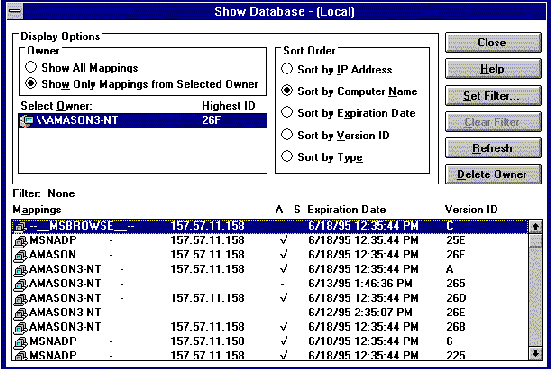 Show Database - (Local)
Display Options
Owner
Show All Mappings
Show Only Mappings from Selected Owner
Select Owner: Highest ID
\\AMASON3-NT 26F
Sort Order
Sort by IP Address
Sort by Computer Name
Sort by Expiration Date
Sort by Version ID
Sort by Type
Close
Help
Set Filter...
Clear Filter
Refresh
Delete Owner
Filter: None
Mappings A S Expiration Date Version ID
--__MSBROWSE__-- 157.57.11.158 √ 6/18/95 12:35:44 PM C
MSNADP - 157.57.11.158 √ 6/18/95 12:35:44 PM 25E
AMASON - 157.57.11.158 √ 6/18/95 12:35:44 PM 26F
AMASON3-NT - 157.57.11.158 √ 6/18/95 12:35:44 PM A
AMASON3-NT - - 6/13/95 1:46:36 PM 265
AMASON3-NT - 157.57.11.158 √ 6/18/95 12:35:44 PM 26D
AMASON3-NT 6/12/95 2:35:07 PM 26E
AMASON3-NT 157.57.11.158 √ 6/18/95 12:35:44 PM 26B
AMASON3-NT - 157.57.11.158 √ 6/18/95 12:35:44 PM
MSNADP - 157.57.11.158 √ 6/18/95 12:35:44 PM 225